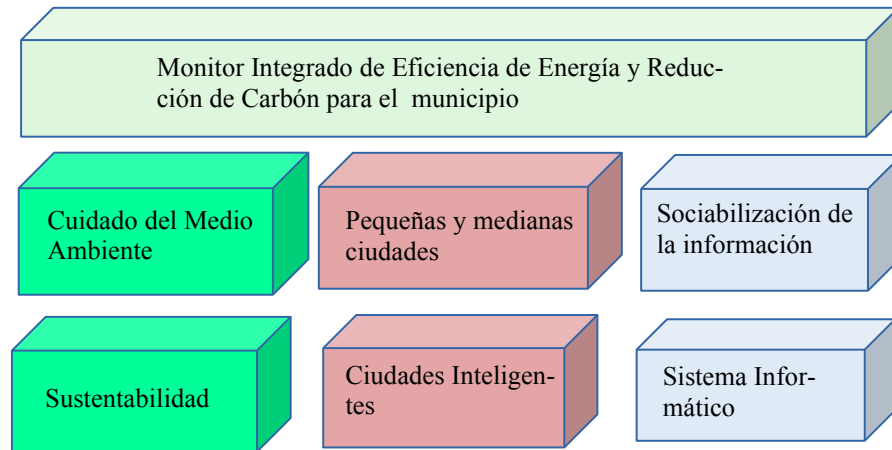 Monitor Integrado de Eficiencia de Energía y Reduc-
ción de Carbón para el municipio
Cuidado del Medio
Ambiente
Pequeñas y medianas
ciudades
Sociabilización de
la información
Sustentabilidad
Ciudades Inteligen-
tes
Sistema Infor-
mático